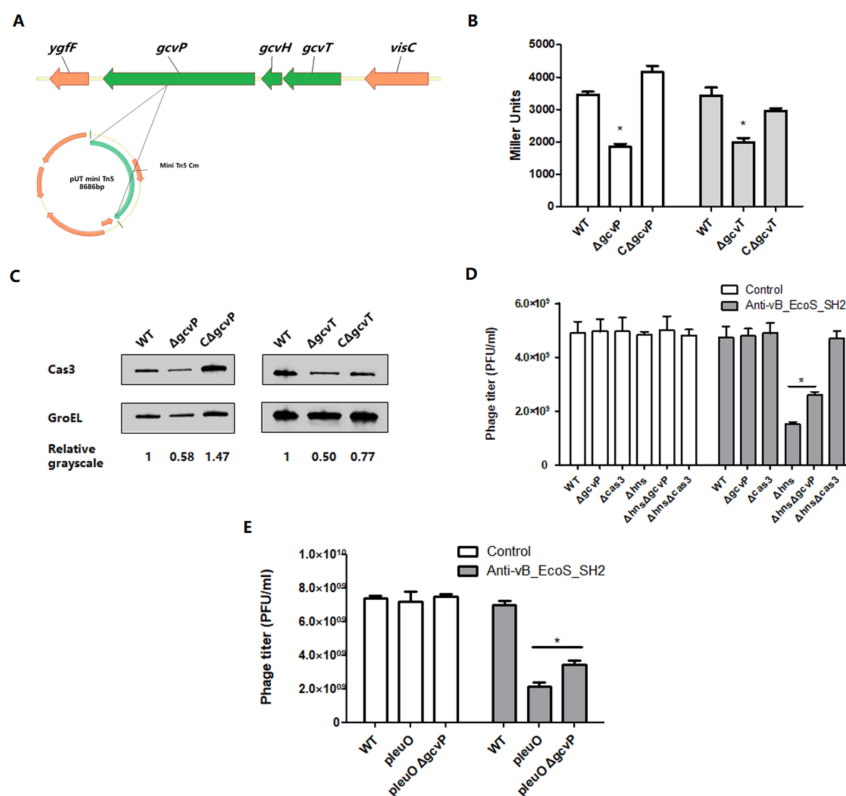 A
ygfF gcvP gcvH gcvT visC
pUT mini Tn5
8686bp
Mini Tn5 Cm
B
Miller Units
5000
4000
3000
2000
1000
0
* *
WT ΔgcvP CΔgcvP WT ΔgcvT CΔgcvT
C
WT ΔgcvP CΔgcvP WT ΔgcvT CΔgcvT
Cas3
GroEL
Relative
grayscale
1 0.58 1.47 1 0.50 0.77
D
Control
Anti-vB_EcoS_SH2
Phage titer (PFU/ml)
6.0×10⁵
4.0×10⁵
2.0×10⁵
0
*
WT ΔgcvP Δcas3 Δhns ΔhnsΔgcvP ΔhnsΔcas3 WT ΔgcvP Δcas3 Δhns ΔhnsΔgcvP ΔhnsΔcas3
E
Control
Anti-vB_EcoS_SH2
Phage titer (PFU/ml)
1.0×10¹⁰
8.0×10⁰⁹
6.0×10⁰⁹
4.0×10⁰⁹
2.0×10⁰⁹
0
*
WT pleuO pleuO ΔgcvP WT pleuO pleuO ΔgcvP